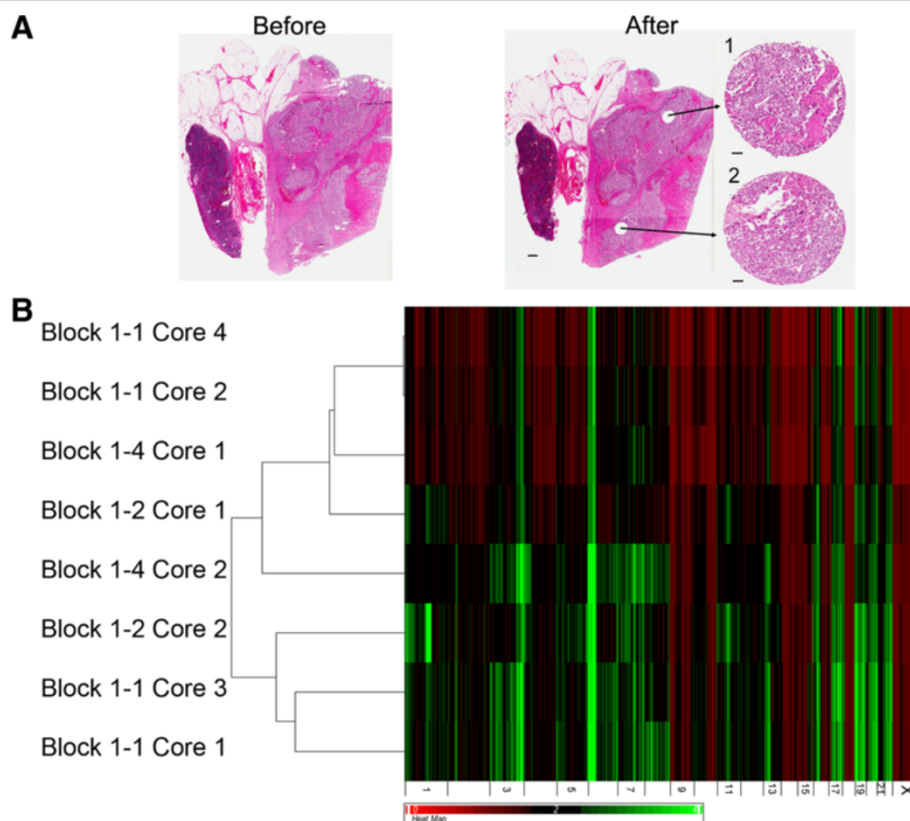 A
Before
After
1
2
B
Block 1-1 Core 4
Block 1-1 Core 2
Block 1-4 Core 1
Block 1-2 Core 1
Block 1-4 Core 2
Block 1-2 Core 2
Block 1-1 Core 3
Block 1-1 Core 1
1 3 5 7 9 11 13 15 17 19 21 X
0 2 4
Heat Map